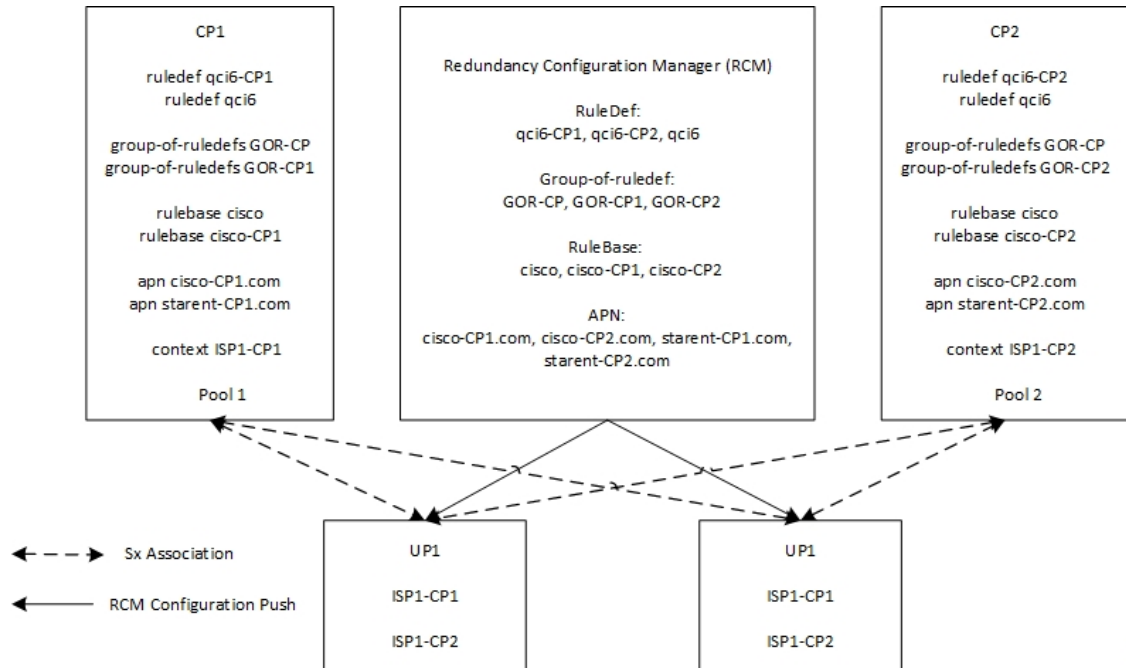 CP1
ruledef qci6-CP1
ruledef qci6
group-of-ruledefs GOR-CP
group-of-ruledefs GOR-CP1
rulebase cisco
rulebase cisco-CP1
apn cisco-CP1.com
apn starent-CP1.com
context ISP1-CP1
Pool 1
Redundancy Configuration Manager (RCM)
RuleDef:
qci6-CP1, qci6-CP2, qci6
Group-of-ruledef:
GOR-CP, GOR-CP1, GOR-CP2
RuleBase:
cisco, cisco-CP1, cisco-CP2
APN:
cisco-CP1.com, cisco-CP2.com, starent-CP1.com,
starent-CP2.com
CP2
ruledef qci6-CP2
ruledef qci6
group-of-ruledefs GOR-CP
group-of-ruledefs GOR-CP2
rulebase cisco
rulebase cisco-CP2
apn cisco-CP2.com
apn starent-CP2.com
context ISP1-CP2
Pool 2
Sx Association
RCM Configuration Push
UP1
ISP1-CP1
ISP1-CP2
UP1
ISP1-CP1
ISP1-CP2